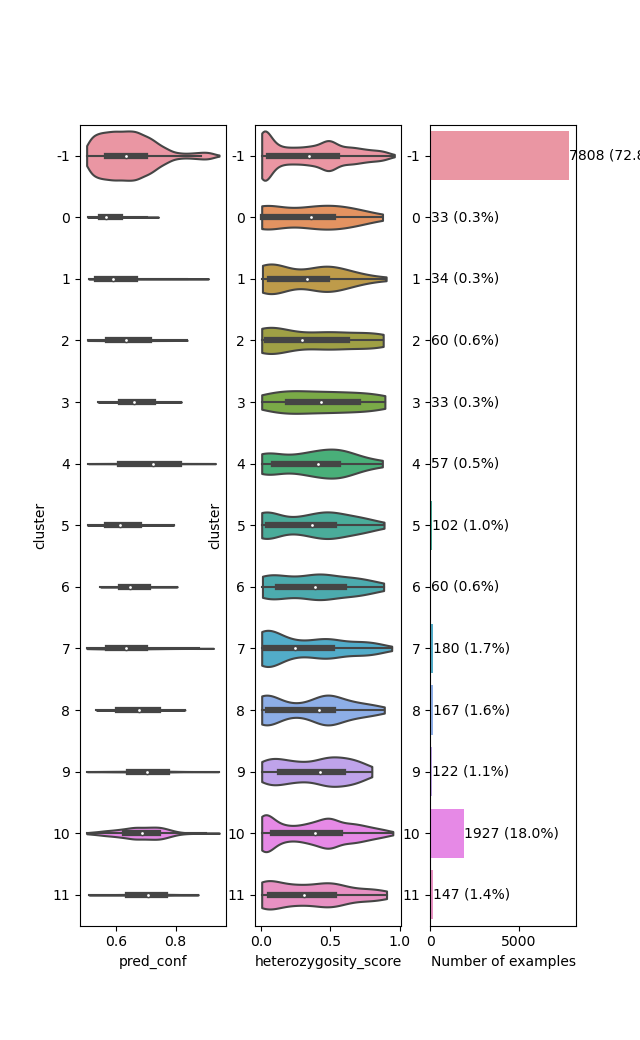 -1
0
1
2
3
4
5
6
7
8
9
10
11
cluster
0.6 0.8
pred_conf
-1
0
1
2
3
4
5
6
7
8
9
10
11
cluster
0.0 0.5 1.0
heterozygosity_score
-1 7808 (72.8
0 33 (0.3%)
1 34 (0.3%)
2 60 (0.6%)
3 33 (0.3%)
4 57 (0.5%)
5 102 (1.0%)
6 60 (0.6%)
7 180 (1.7%)
8 167 (1.6%)
9 122 (1.1%)
10 1927 (18.0%)
11 147 (1.4%)
0 5000
Number of examples